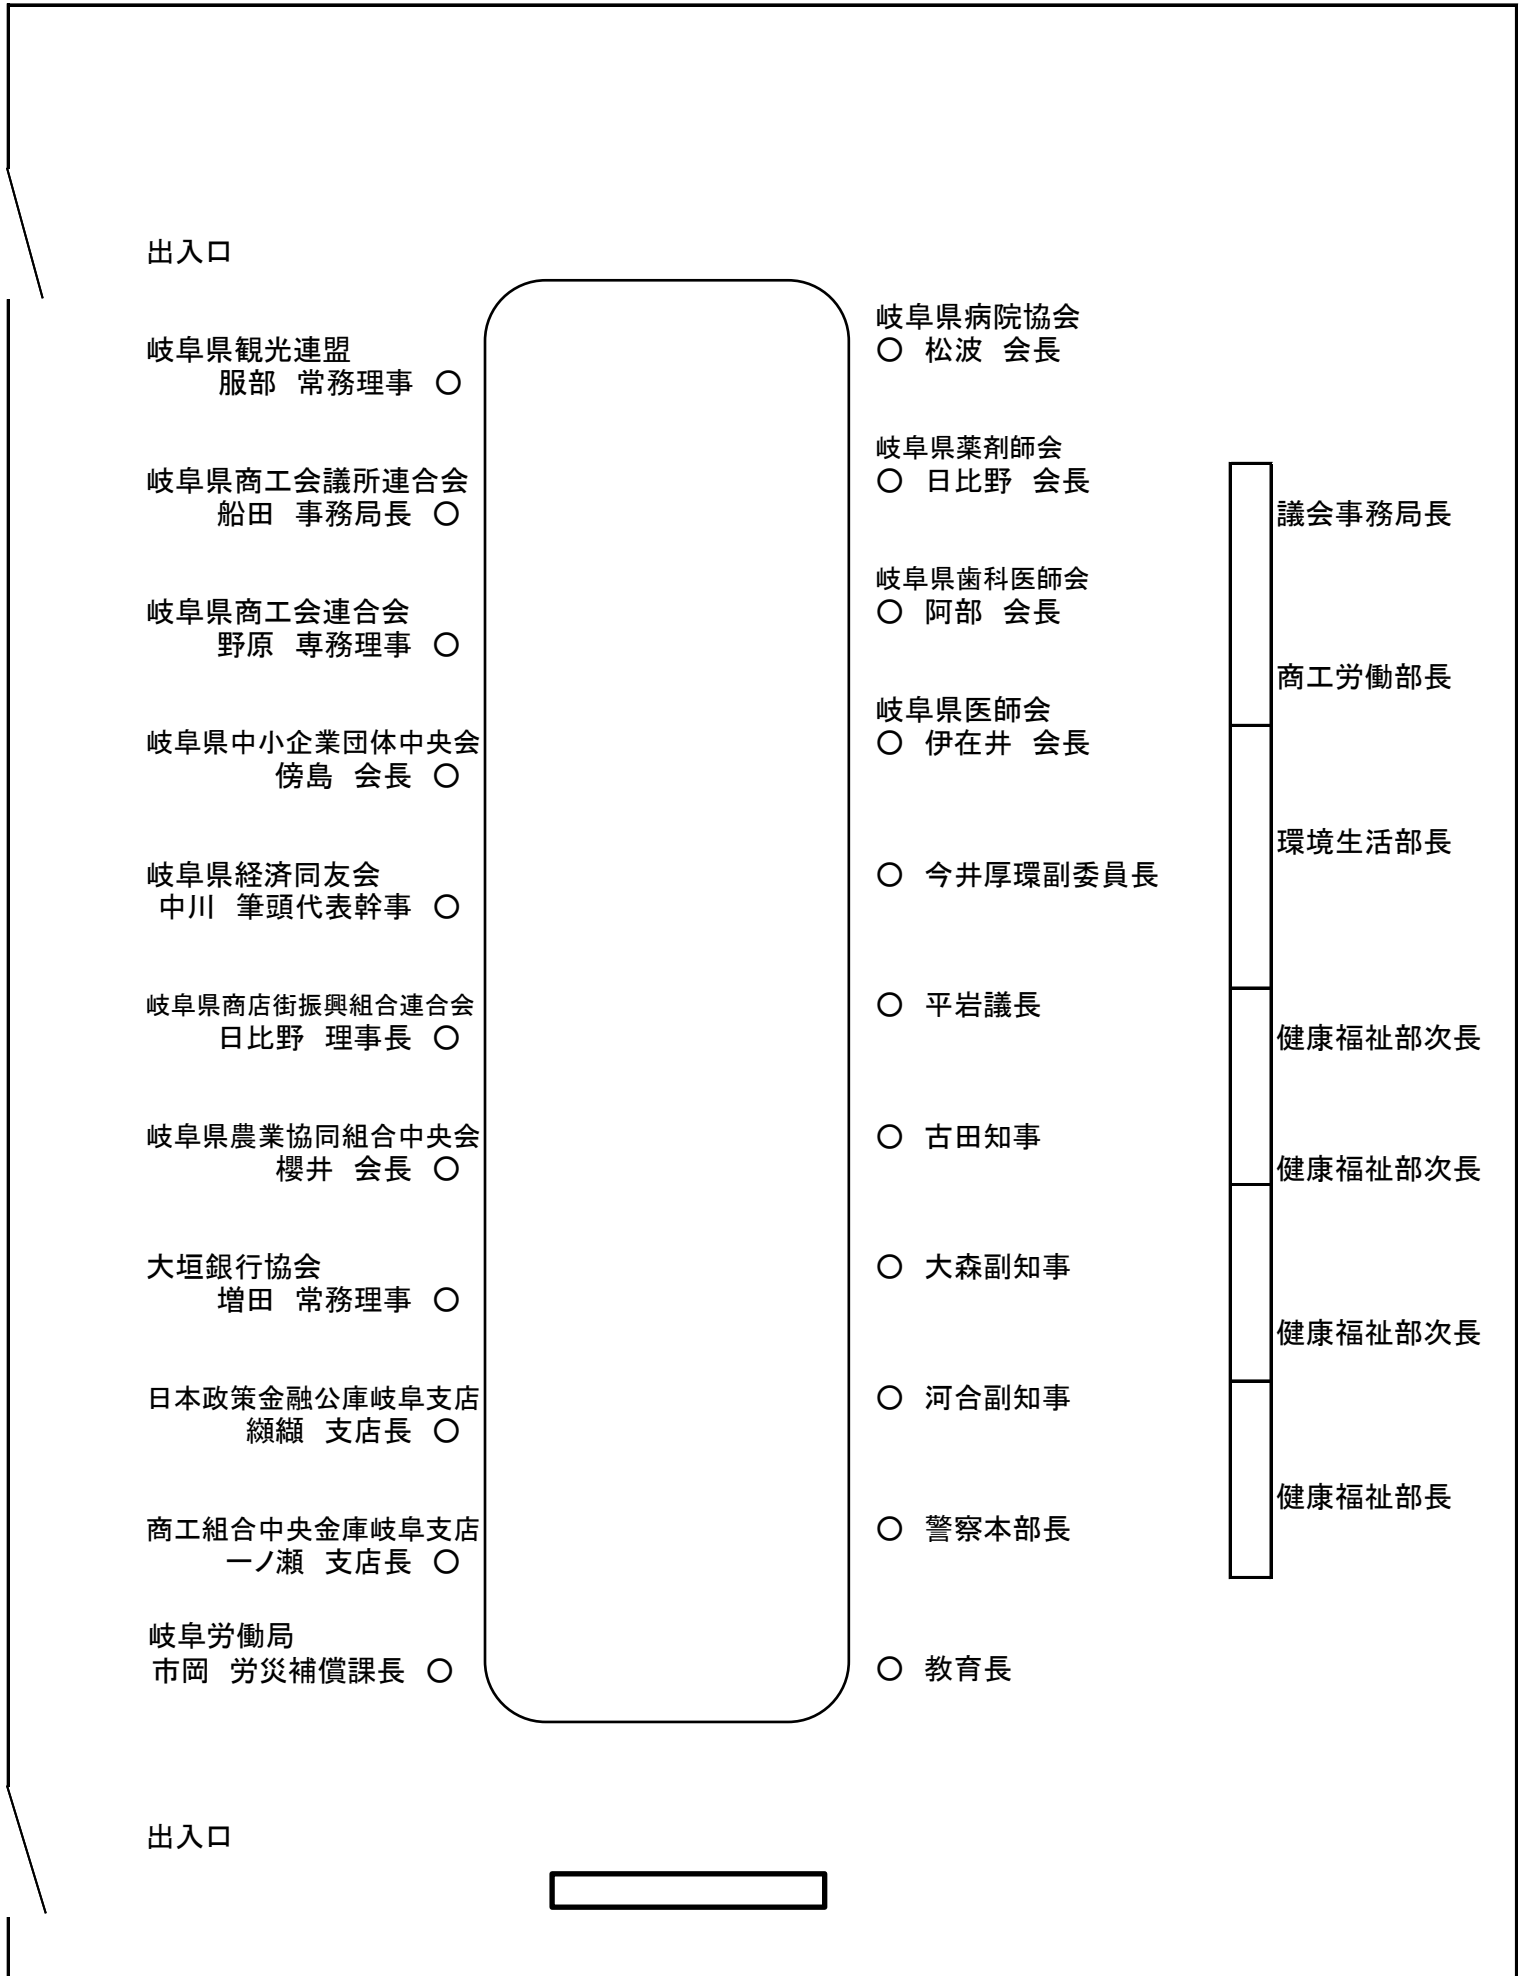 出入口
岐阜県観光連盟
服部 常務理事 ○
岐阜県商工会議所連合会
船田 事務局長 ○
岐阜県商工会連合会
野原 専務理事 ○
岐阜県中小企業団体中央会
傍島 会長 ○
岐阜県経済同友会
中川 筆頭代表幹事 ○
岐阜県商店街振興組合連合会
日比野 理事長 ○
岐阜県農業協同組合中央会
櫻井 会長 ○
大垣銀行協会
増田 常務理事 ○
日本政策金融公庫岐阜支店
纐纈 支店長 ○
商工組合中央金庫岐阜支店
一ノ瀬 支店長 ○
岐阜労働局
市岡 労災補償課長 ○
出入口
岐阜県病院協会
○ 松波 会長
岐阜県薬剤師会
○ 日比野 会長
岐阜県歯科医師会
○ 阿部 会長
岐阜県医師会
○ 伊在井 会長
○ 今井厚環副委員長
○ 平岩議長
○ 古田知事
○ 大森副知事
○ 河合副知事
○ 警察本部長
○ 教育長
議会事務局長
商工労働部長
環境生活部長
健康福祉部次長
健康福祉部次長
健康福祉部次長
健康福祉部長